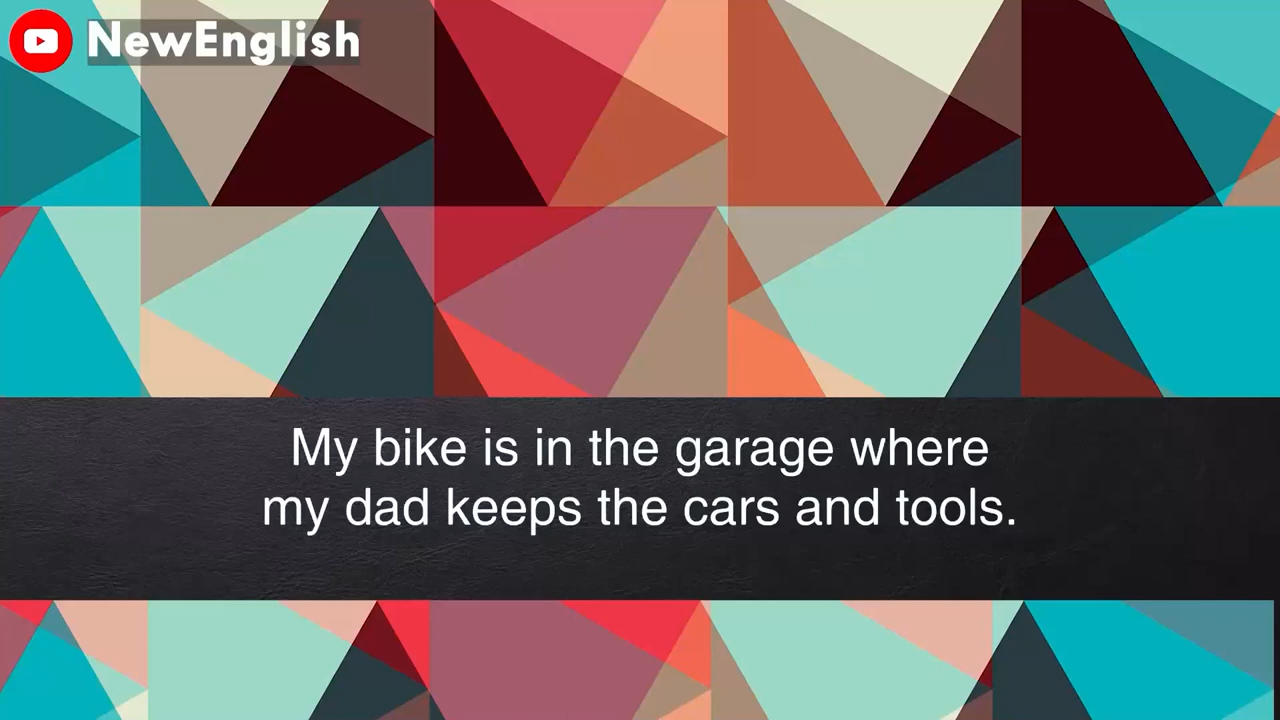 NewEnglish
My bike is in the garage where
my dad keeps the cars and tools.